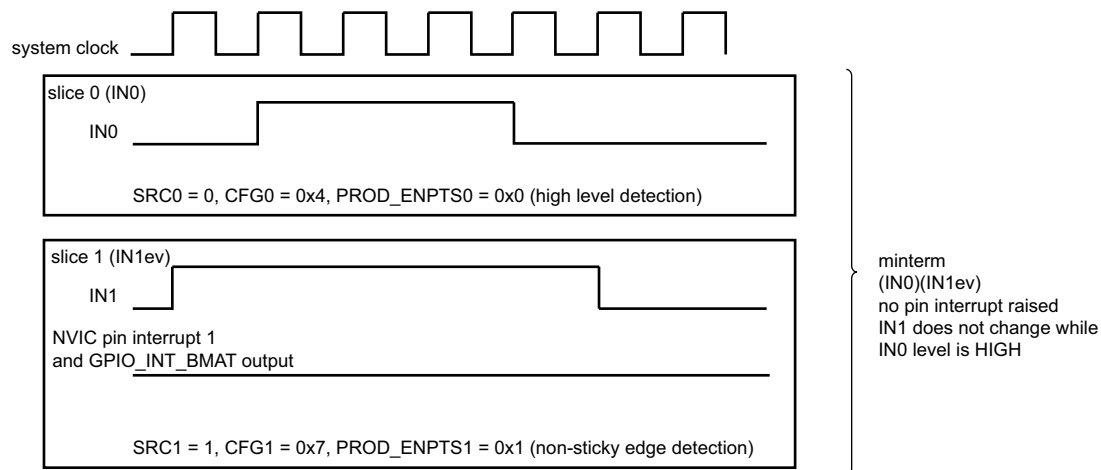 system clock
slice 0 (IN0)
IN0
SRC0 = 0, CFG0 = 0x4, PROD_ENPTS0 = 0x0 (high level detection)
slice 1 (IN1ev)
IN1
NVIC pin interrupt 1
and GPIO_INT_BMAT output
SRC1 = 1, CFG1 = 0x7, PROD_ENPTS1 = 0x1 (non-sticky edge detection)
minterm
(IN0)(IN1ev)
no pin interrupt raised
IN1 does not change while
IN0 level is HIGH